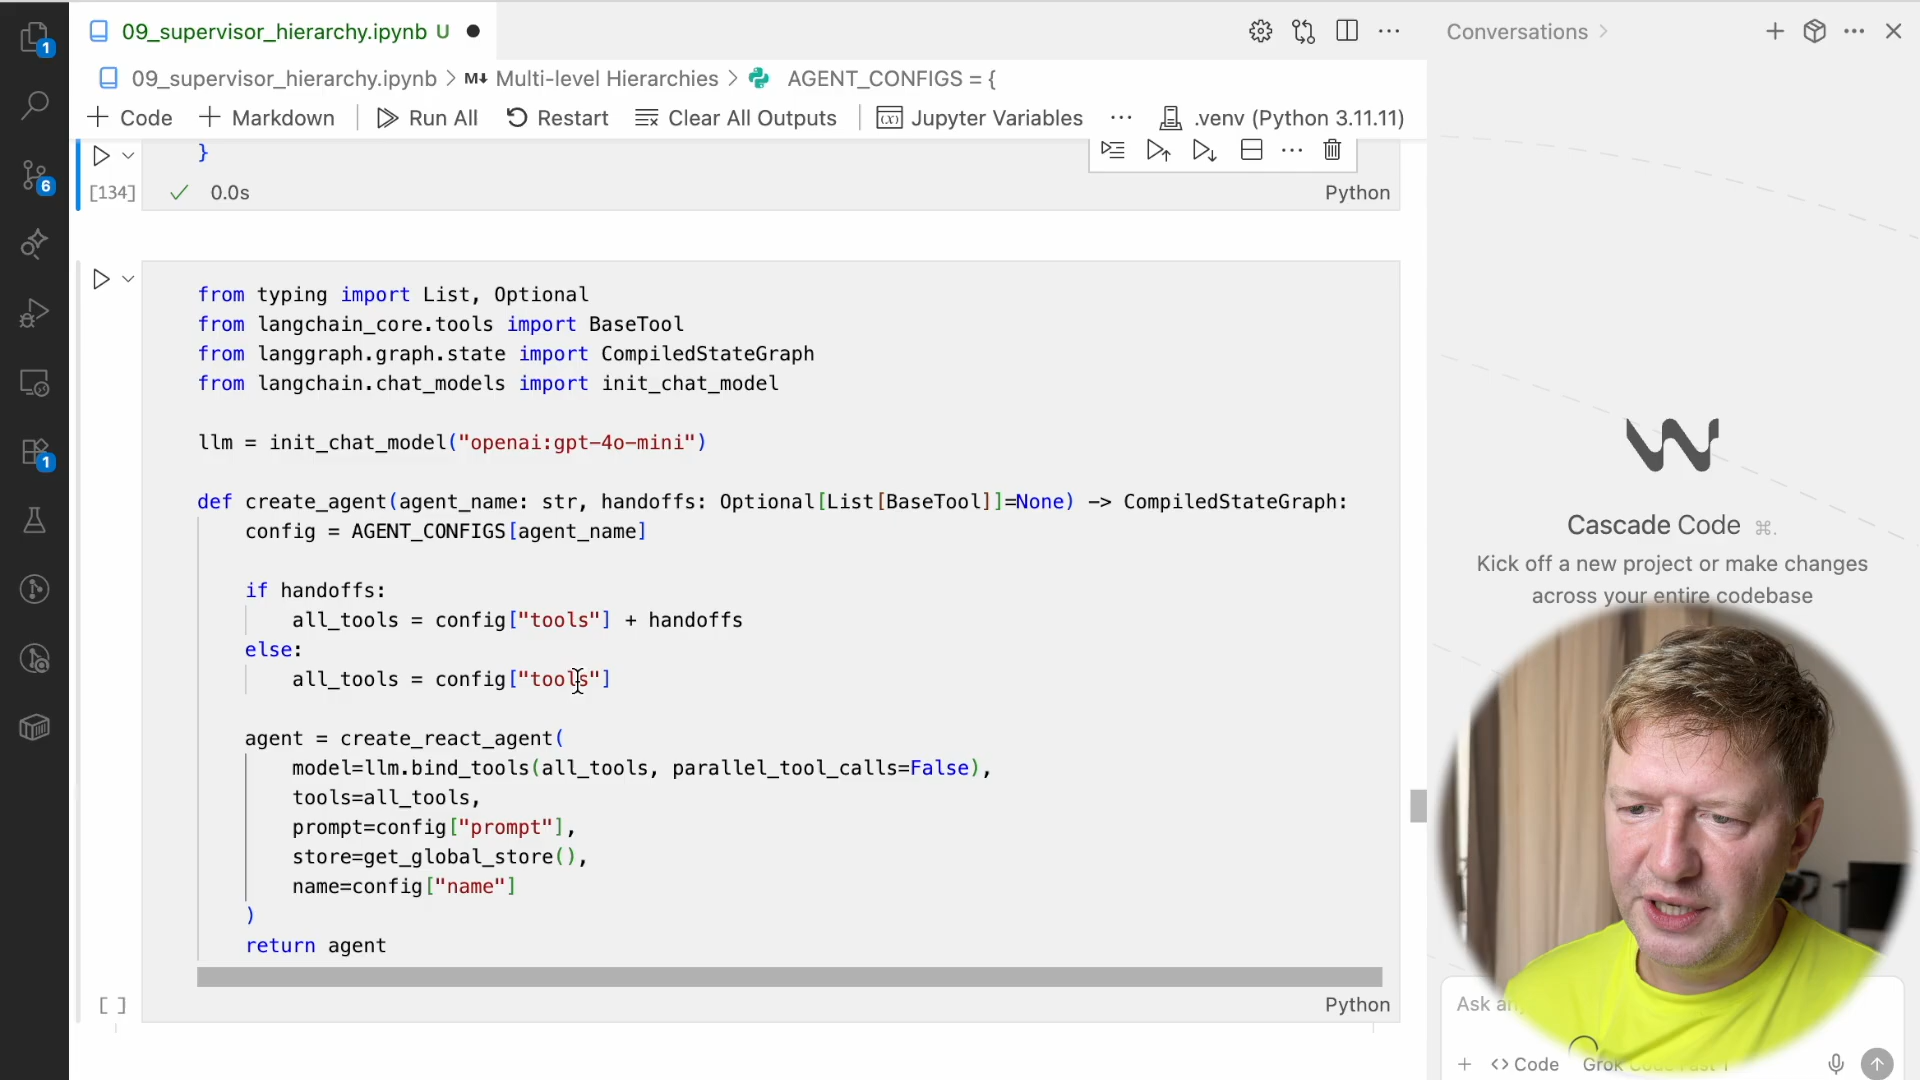 09_supervisor_hierarchy.ipynb U
Conversations
09_supervisor_hierarchy.ipynb > M↓ Multi-level Hierarchies > AGENT_CONFIGS = {
Code Markdown Run All Restart Clear All Outputs Jupyter Variables ... .venv (Python 3.11.11)
}
[134] 0.0s
Python
from typing import List, Optional
from langchain_core.tools import BaseTool
from langgraph.graph.state import CompiledStateGraph
from langchain.chat_models import init_chat_model
llm = init_chat_model("openai:gpt-4o-mini")
def create_agent(agent_name: str, handoffs: Optional[List[BaseTool]]=None) -> CompiledStateGraph:
config = AGENT_CONFIGS[agent_name]
if handoffs:
all_tools = config["tools"] + handoffs
else:
all_tools = config["tools"]
agent = create_react_agent(
model=llm.bind_tools(all_tools, parallel_tool_calls=False),
tools=all_tools,
prompt=config["prompt"],
store=get_global_store(),
name=config["name"]
)
return agent
[ ]
Python
1
6
1
Cascade Code ⌘.
Kick off a new project or make changes
across your entire codebase
Ask
Code